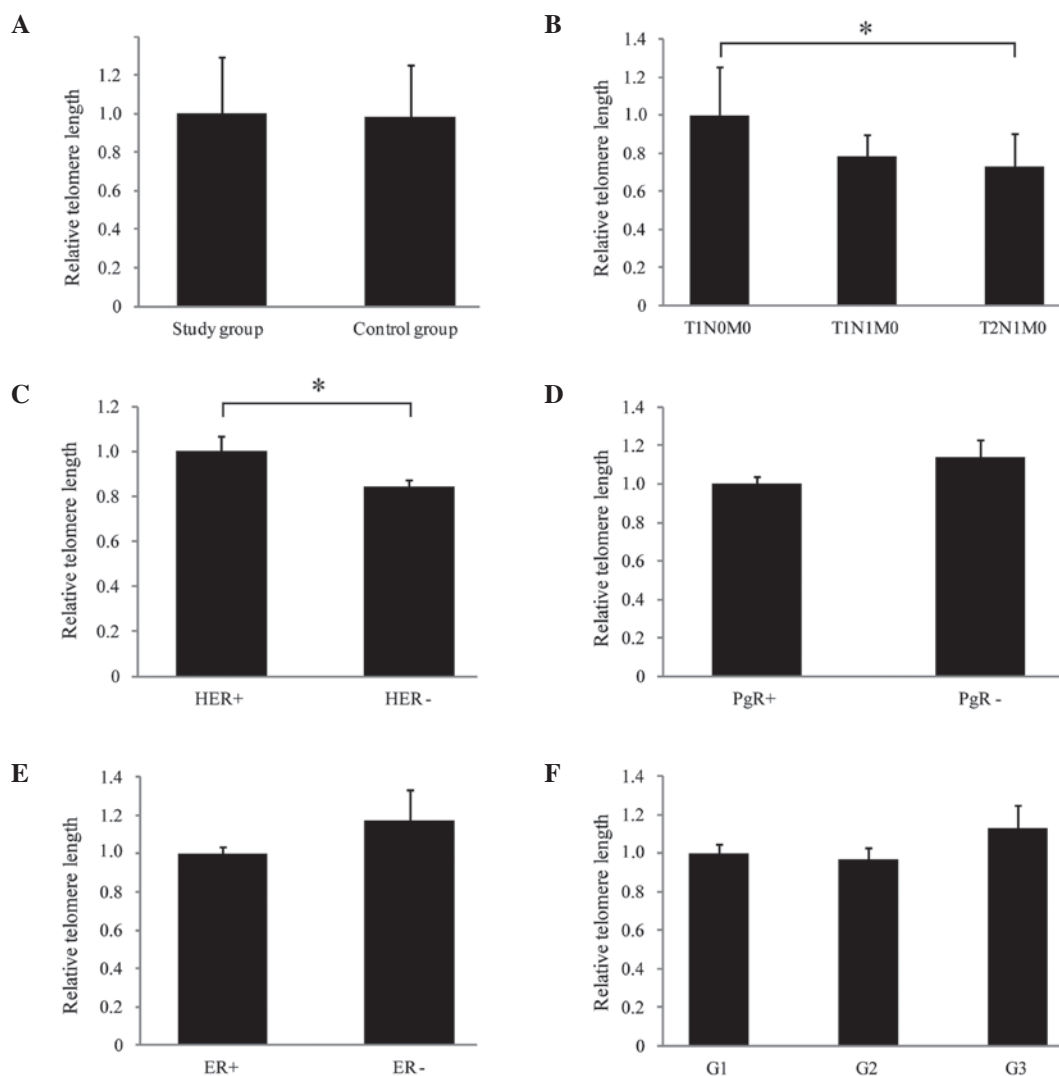 A
Relative telomere length
1.2
1.0
0.8
0.6
0.4
0.2
0
Study group Control group
B
*
Relative telomere length
1.4
1.2
1.0
0.8
0.6
0.4
0.2
0
T1N0M0 T1N1M0 T2N1M0
C
*
Relative telomere length
1.2
1.0
0.8
0.6
0.4
0.2
0
HER+ HER-
D
Relative telomere length
1.4
1.2
1.0
0.8
0.6
0.4
0.2
0
PgR+ PgR-
E
Relative telomere length
1.4
1.2
1.0
0.8
0.6
0.4
0.2
0
ER+ ER-
F
Relative telomere length
1.4
1.2
1.0
0.8
0.6
0.4
0.2
0
G1 G2 G3